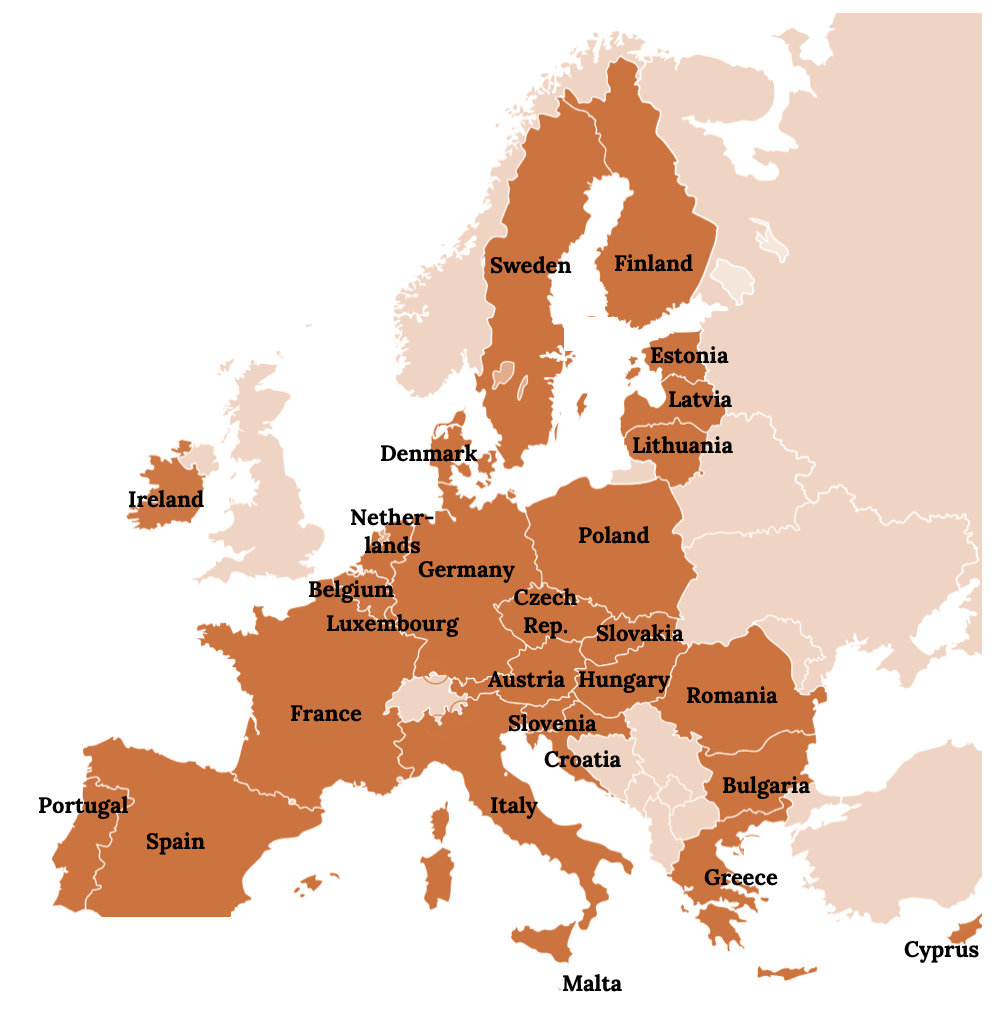 Sweden
Finland
Estonia
Latvia
Lithuania
Denmark
Ireland
Nether-
lands
Poland
Germany
Belgium
Czech
Rep.
Luxembourg
Slovakia
Austria
Hungary
Romania
France
Slovenia
Croatia
Bulgaria
Portugal
Italy
Spain
Greece
Cyprus
Malta